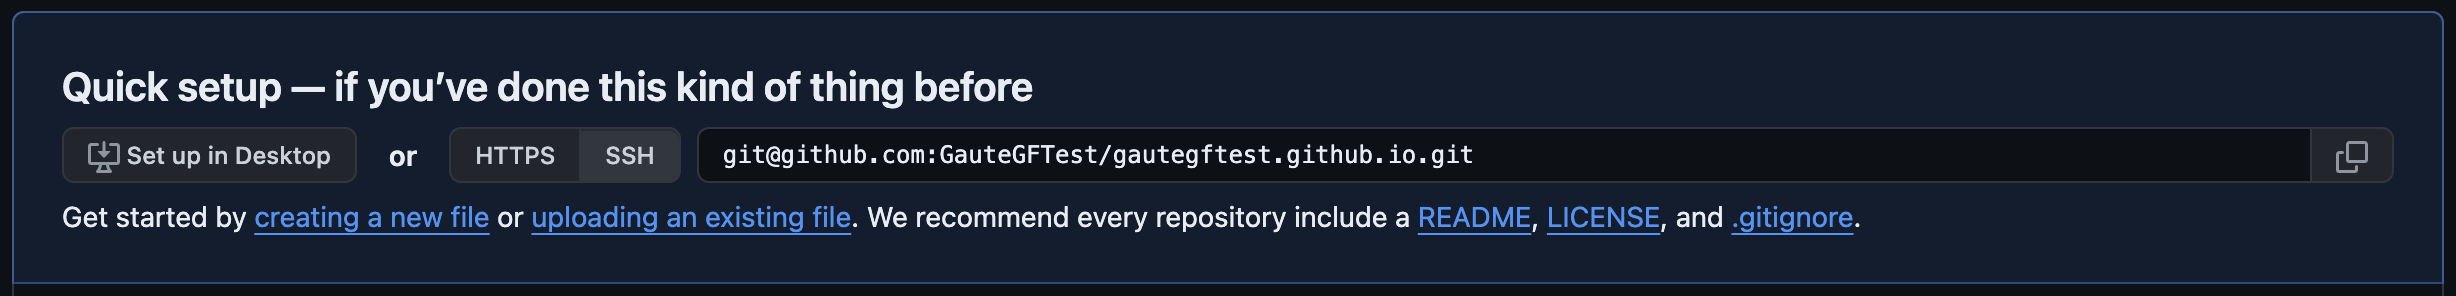 Quick setup — if you’ve done this kind of thing before
Set up in Desktop or HTTPS SSH git@github.com:GauteGFTest/gautegftest.github.io.git
Get started by creating a new file or uploading an existing file. We recommend every repository include a README, LICENSE, and .gitignore.